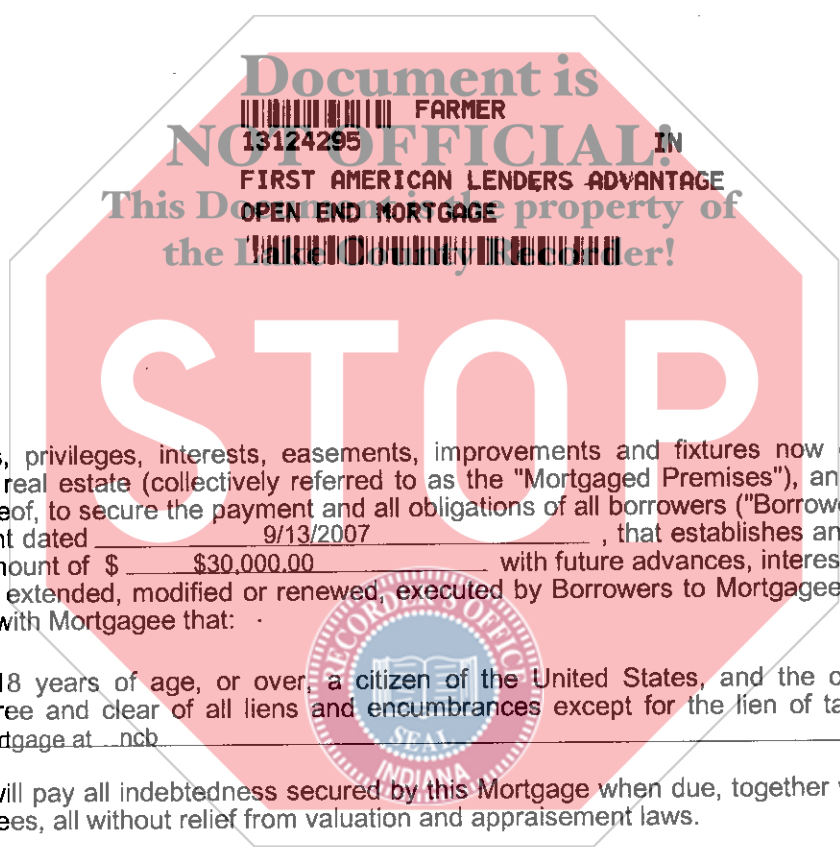 Document is
FARMER
NOT OFFICIAL!
13124295 IN
FIRST AMERICAN LENDERS ADVANTAGE
This Document is the property of
OPEN END MORTGAGE
the Lake County Recorder!
STOP
, privileges, interests, easements, improvements and fixtures now
real estate (collectively referred to as the "Mortgaged Premises"), an
eof, to secure the payment and all obligations of all borrowers ("Borrowe
nt dated 9/13/2007 , that establishes an
mount of $ $30,000.00 with future advances, interes
extended, modified or renewed, executed by Borrowers to Mortgagee
with Mortgagee that:
RECORDER'S OFFICE
18 years of age, or over, a citizen of the United States, and the o
ree and clear of all liens and encumbrances except for the lien of ta
rtgage at ncb
SEAL
INDIANA
will pay all indebtedness secured by this Mortgage when due, together
ees, all without relief from valuation and appraisement laws.